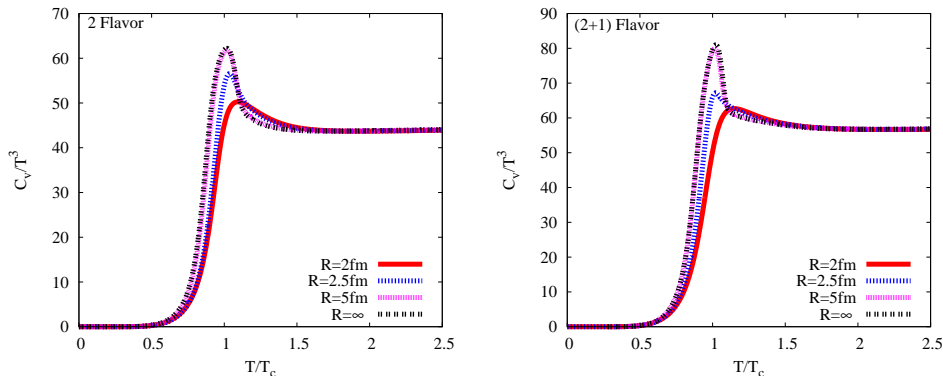 2 Flavor
C_v/T^3
70
60
50
40
30
20
10
0
R=2fm
R=2.5fm
R=5fm
R=∞
0 0.5 1 1.5 2 2.5
T/T_c
(2+1) Flavor
C_v/T^3
90
80
70
60
50
40
30
20
10
0
R=2fm
R=2.5fm
R=5fm
R=∞
0 0.5 1 1.5 2 2.5
T/T_c